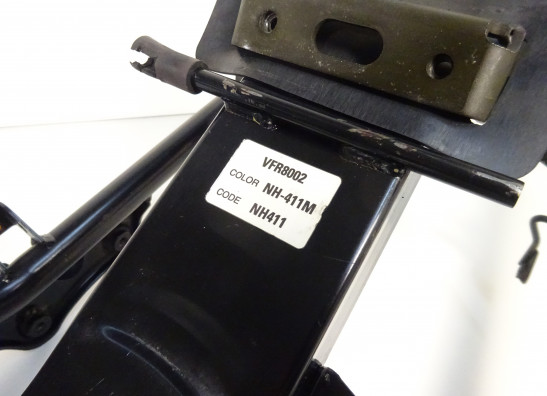 VFR8002
COLOR NH-411M
CODE NH411